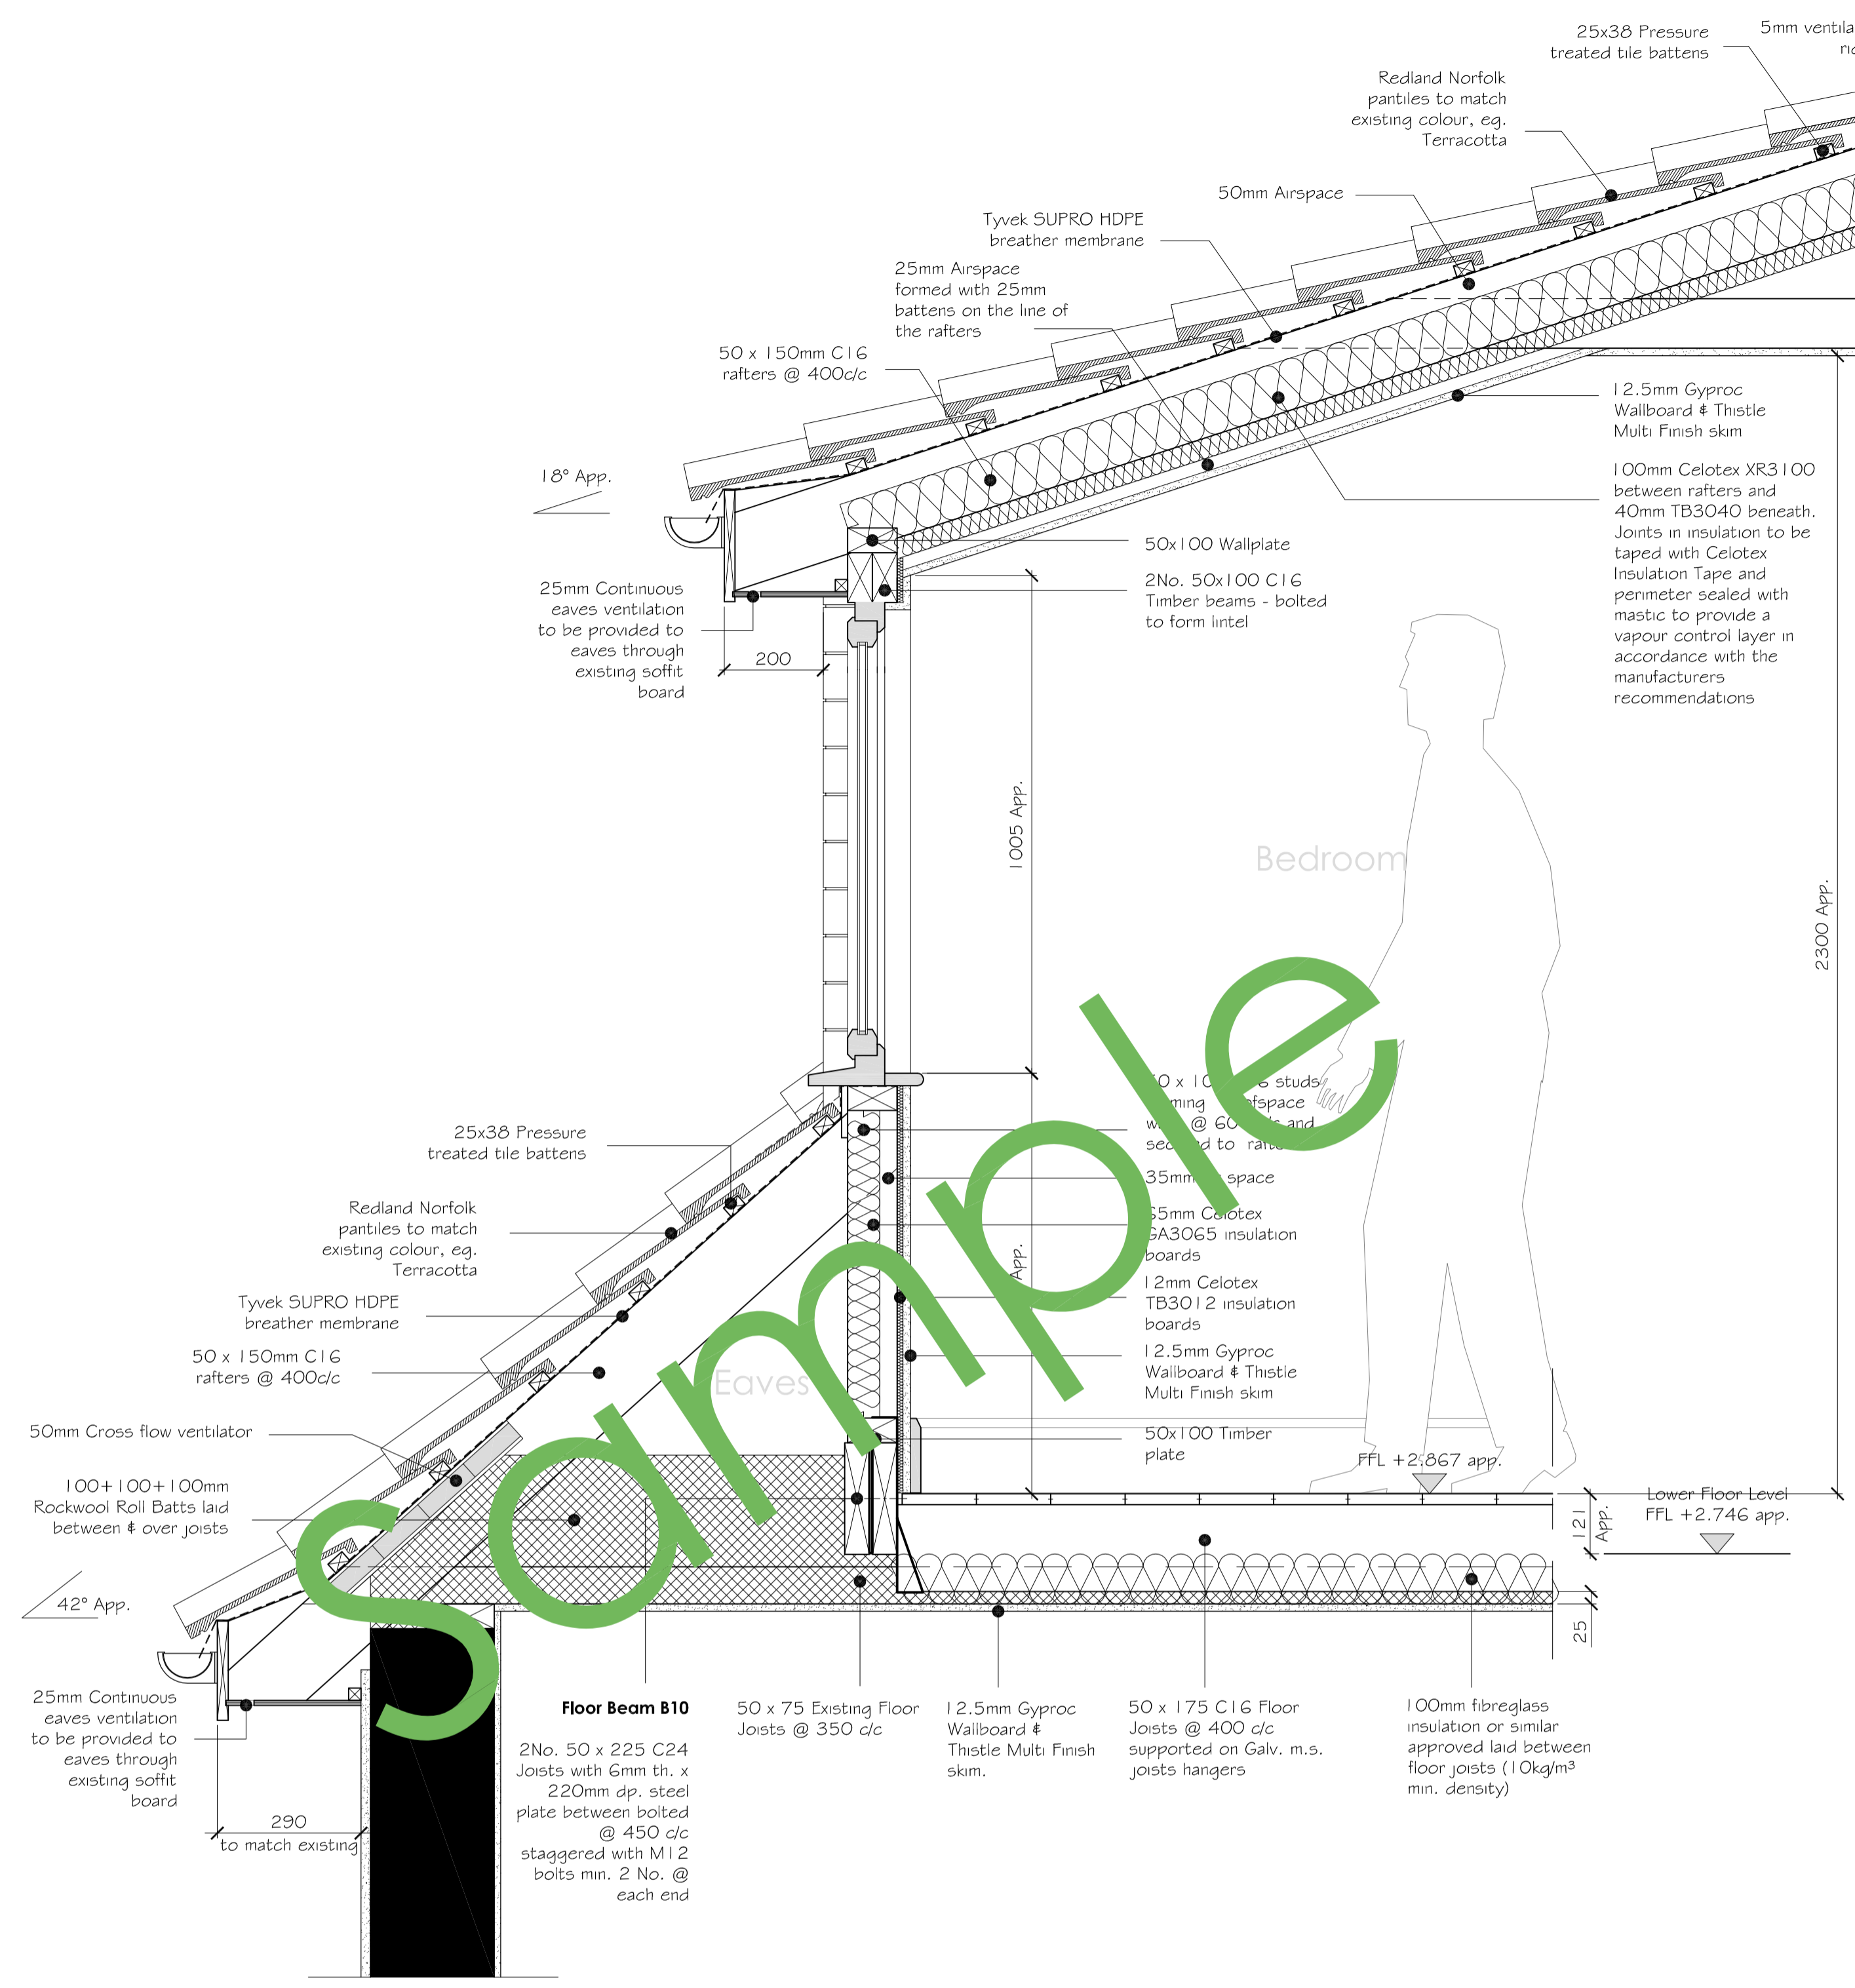 25x38 Pressure
treated tile battens
5mm
Redland Norfolk
pantiles to match
existing colour, eg.
Terracotta
50mm Airspace
Tyvek SUPRO HDPE
breather membrane
25mm Airspace
formed with 25mm
battens on the line of
the rafters
50 x 150mm C16
rafters @ 400c/c
12.5mm Gyproc
Wallboard & Thistle
Multi Finish skim
100mm Celotex XR3100
between rafters and
40mm TB3040 beneath.
Joints in insulation to be
taped with Celotex
Insulation Tape and
perimeter sealed with
mastic to provide a
vapour control layer in
accordance with the
manufacturers
recommendations
18° App.
50x100 Wallplate
2No. 50x100 C16
Timber beams - bolted
to form lintel
25mm Continuous
eaves ventilation
to be provided to
eaves through
existing soffit
board
200
1005 App.
Bedroom
2300 App.
studs
@ and
to
35mm space
Celotex
GA3065 insulation
boards
12mm Celotex
TB3012 insulation
boards
12.5mm Gyproc
Wallboard & Thistle
Multi Finish skim
50x100 Timber
plate
App.
25x38 Pressure
treated tile battens
Redland Norfolk
pantiles to match
existing colour, eg.
Terracotta
Tyvek SUPRO HDPE
breather membrane
50 x 150mm C16
rafters @ 400c/c
Eaves
50mm Cross flow ventilator
100+100+100mm
Rockwool Roll Batts laid
between & over joists
42° App.
FFL +2.867 app.
Lower Floor Level
FFL +2.746 app.
121
App.
25
25mm Continuous
eaves ventilation
to be provided to
eaves through
existing soffit
board
290
to match existing
Floor Beam B10
2No. 50 x 225 C24
Joists with 6mm th. x
220mm dp. steel
plate between bolted
@ 450 c/c
staggered with M12
bolts min. 2 No. @
each end
50 x 75 Existing Floor
Joists @ 350 c/c
12.5mm Gyproc
Wallboard &
Thistle Multi Finish
skim.
50 x 175 C16 Floor
Joists @ 400 c/c
supported on Galv. m.s.
joists hangers
100mm fibreglass
insulation or similar
approved laid between
floor joists (10kg/m³
min. density)
Sample